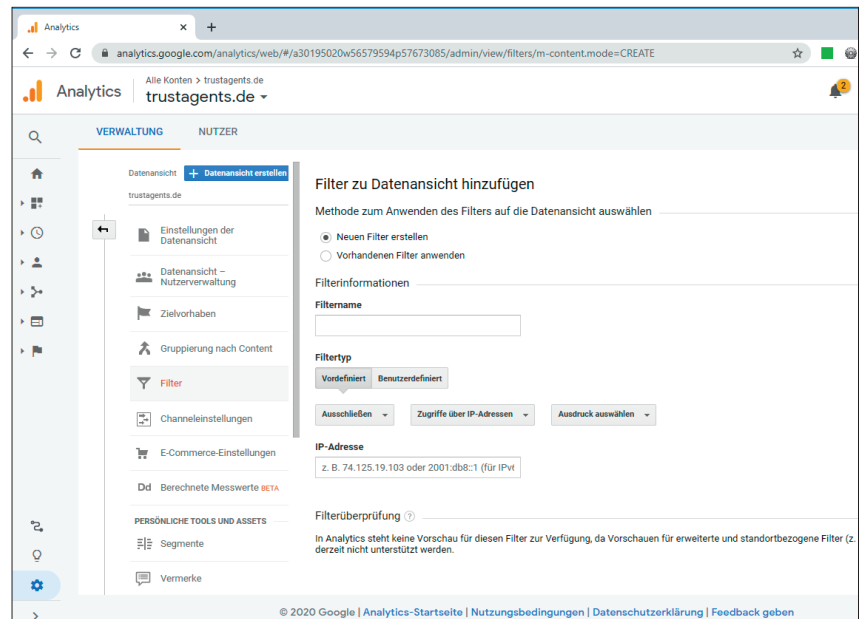 Analytics
analytics.google.com/analytics/web/#/a30195020w56579594p57673085/admin/view/filters/m-content.mode=CREATE
Analytics
Alle Konten > trustagents.de
trustagents.de
2
VERWALTUNG NUTZER
Datenansicht + Datenansicht erstellen
trustagents.de
Einstellungen der
Datenansicht
Datenansicht –
Nutzerverwaltung
Zielvorhaben
Gruppierung nach Content
Filter
Channeleinstellungen
E-Commerce-Einstellungen
Dd Berechnete Messwerte BETA
PERSÖNLICHE TOOLS UND ASSETS
Segmente
Vermerke
Filter zu Datenansicht hinzufügen
Methode zum Anwenden des Filters auf die Datenansicht auswählen
Neuen Filter erstellen
Vorhandenen Filter anwenden
Filterinformationen
Filtername
Filtertyp
Vordefiniert Benutzerdefiniert
Ausschließen Zugriffe über IP-Adressen Ausdruck auswählen
IP-Adresse
z. B. 74.125.19.103 oder 2001:db8::1 (für IPv6
Filterüberprüfung ?
In Analytics steht keine Vorschau für diesen Filter zur Verfügung, da Vorschauen für erweiterte und standortbezogene Filter (z.
derzeit nicht unterstützt werden.
© 2020 Google | Analytics-Startseite | Nutzungsbedingungen | Datenschutzerklärung | Feedback geben